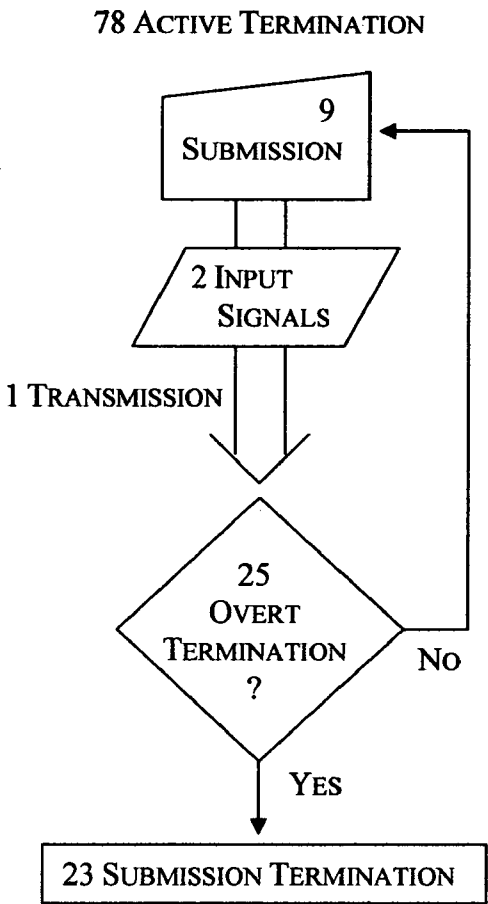 78 ACTIVE TERMINATION
9
SUBMISSION
2 INPUT
SIGNALS
1 TRANSMISSION
25
OVERT
TERMINATION
?
NO
YES
23 SUBMISSION TERMINATION